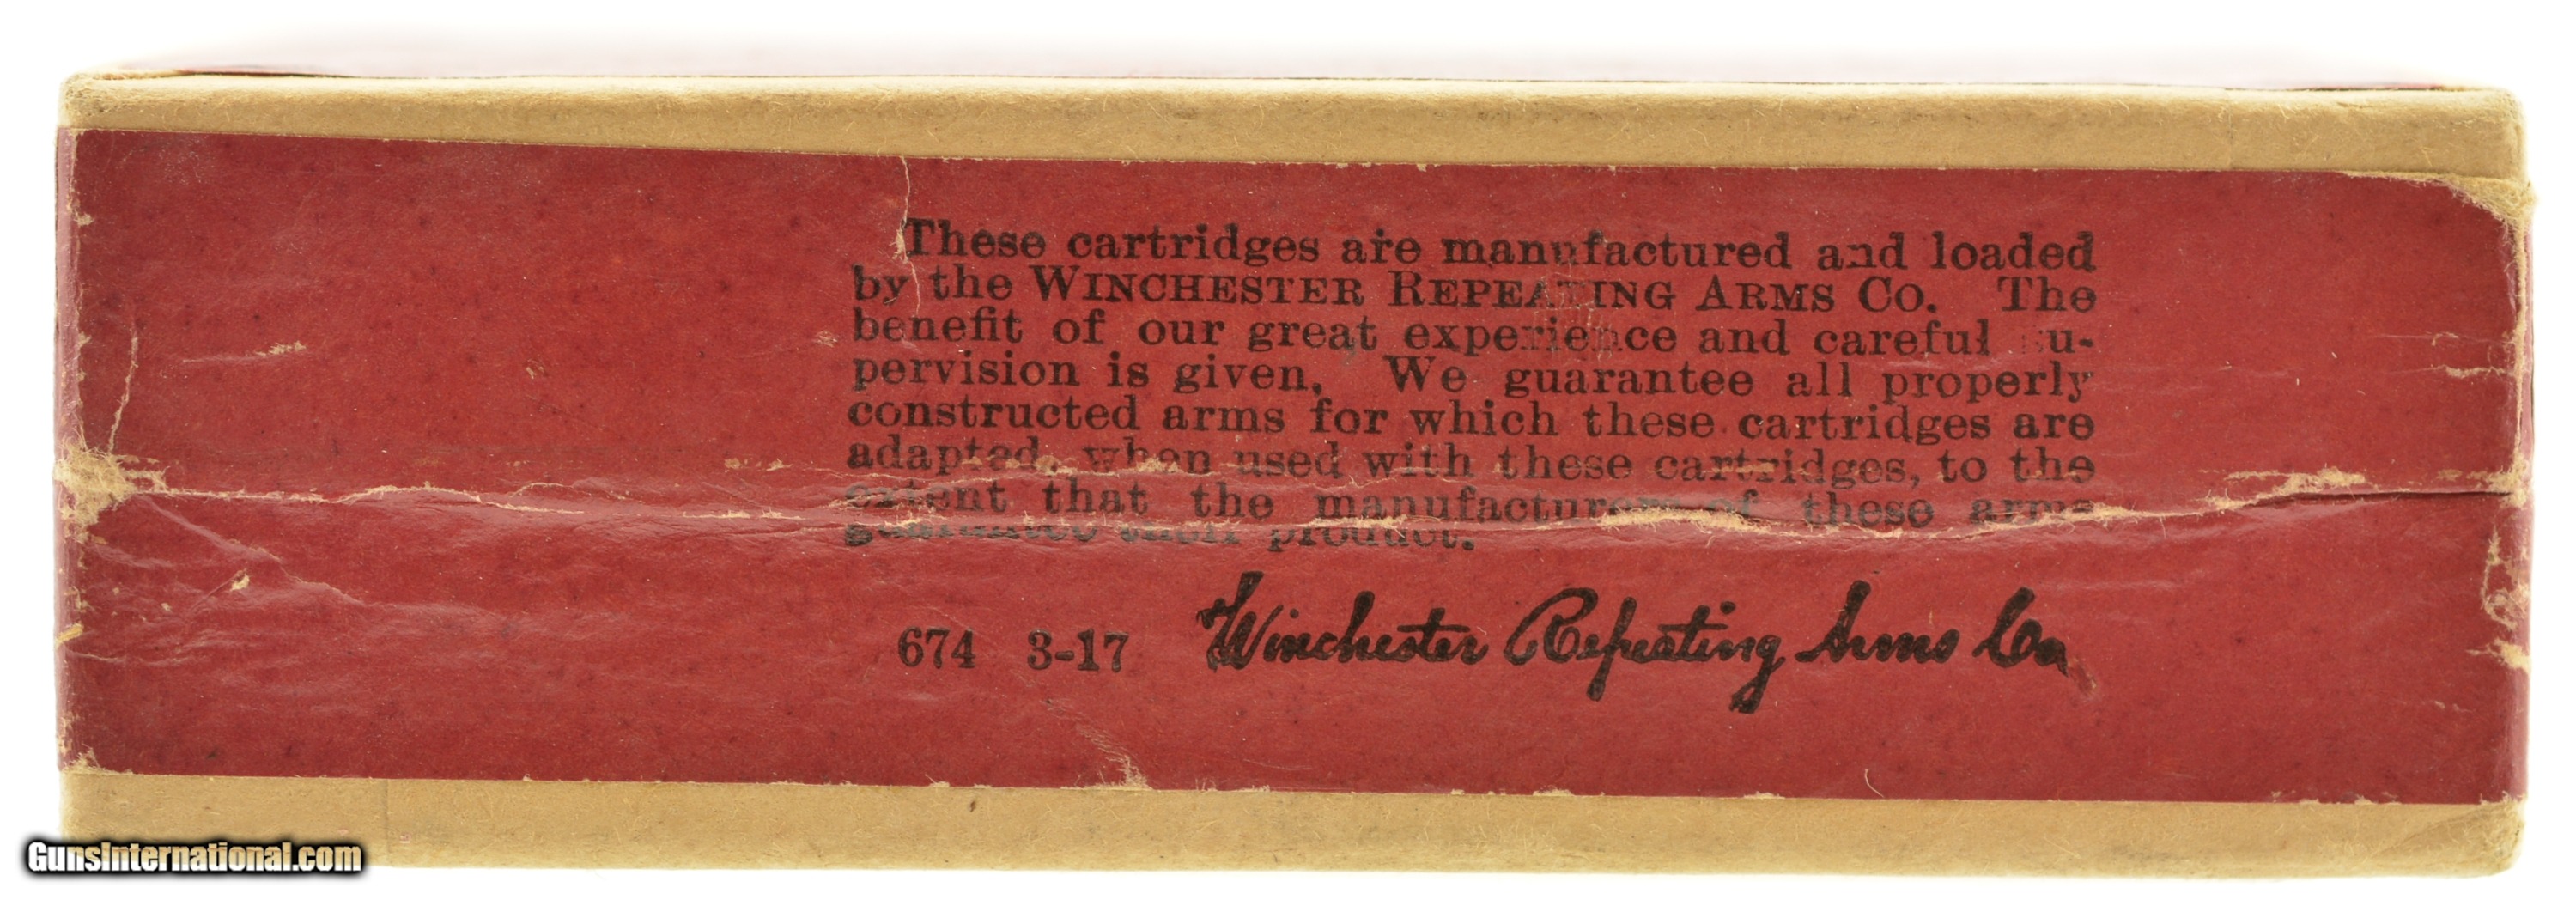 These cartridges are manufactured and loaded
by the WINCHESTER REPEATING ARMS CO. The
benefit of our great experience and careful su-
pervision is given. We guarantee all properly
constructed arms for which these cartridges are
adapted, when used with these cartridges, to the
extent that the manufacturers of these arms
guarantee their product.
674 3-17 Winchester Repeating Arms Co.
GunsInternational.com